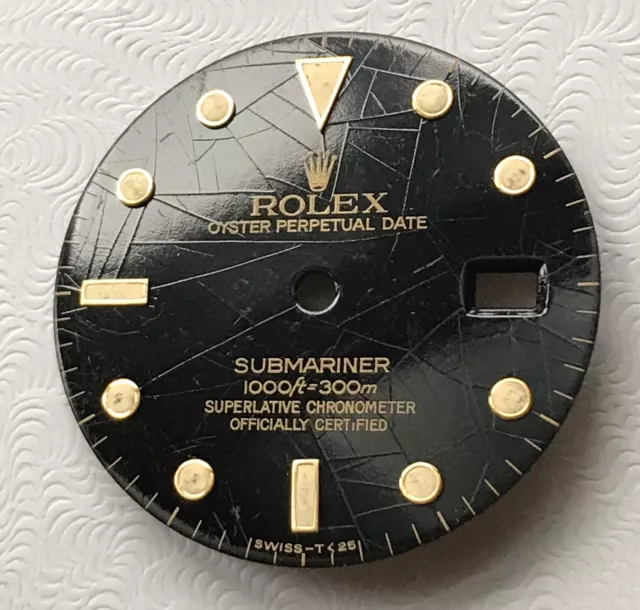 ROLEX
OYSTER PERPETUAL DATE
SUBMARINER
1000ft=300m
SUPERLATIVE CHRONOMETER
OFFICIALLY CERTIFIED
SWISS-T<25